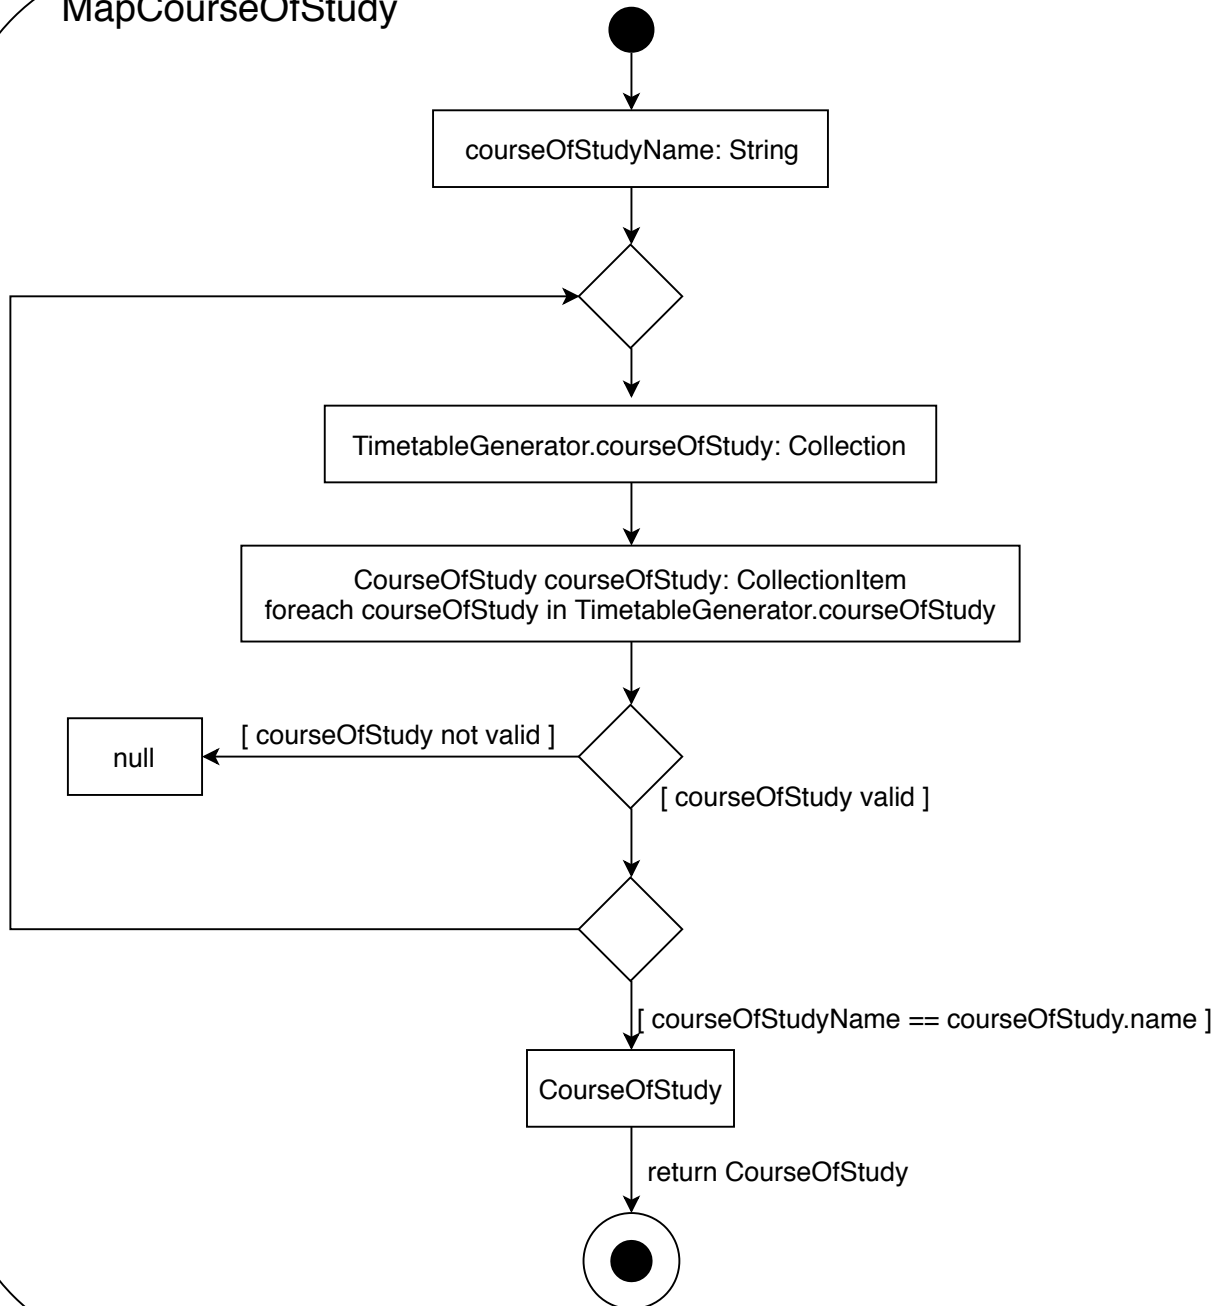 MapCourseOfStudy
courseOfStudyName: String
TimetableGenerator.courseOfStudy: Collection
CourseOfStudy courseOfStudy: CollectionItem
foreach courseOfStudy in TimetableGenerator.courseOfStudy
[ courseOfStudy not valid ]
null
[ courseOfStudy valid ]
[ courseOfStudyName == courseOfStudy.name ]
CourseOfStudy
return CourseOfStudy